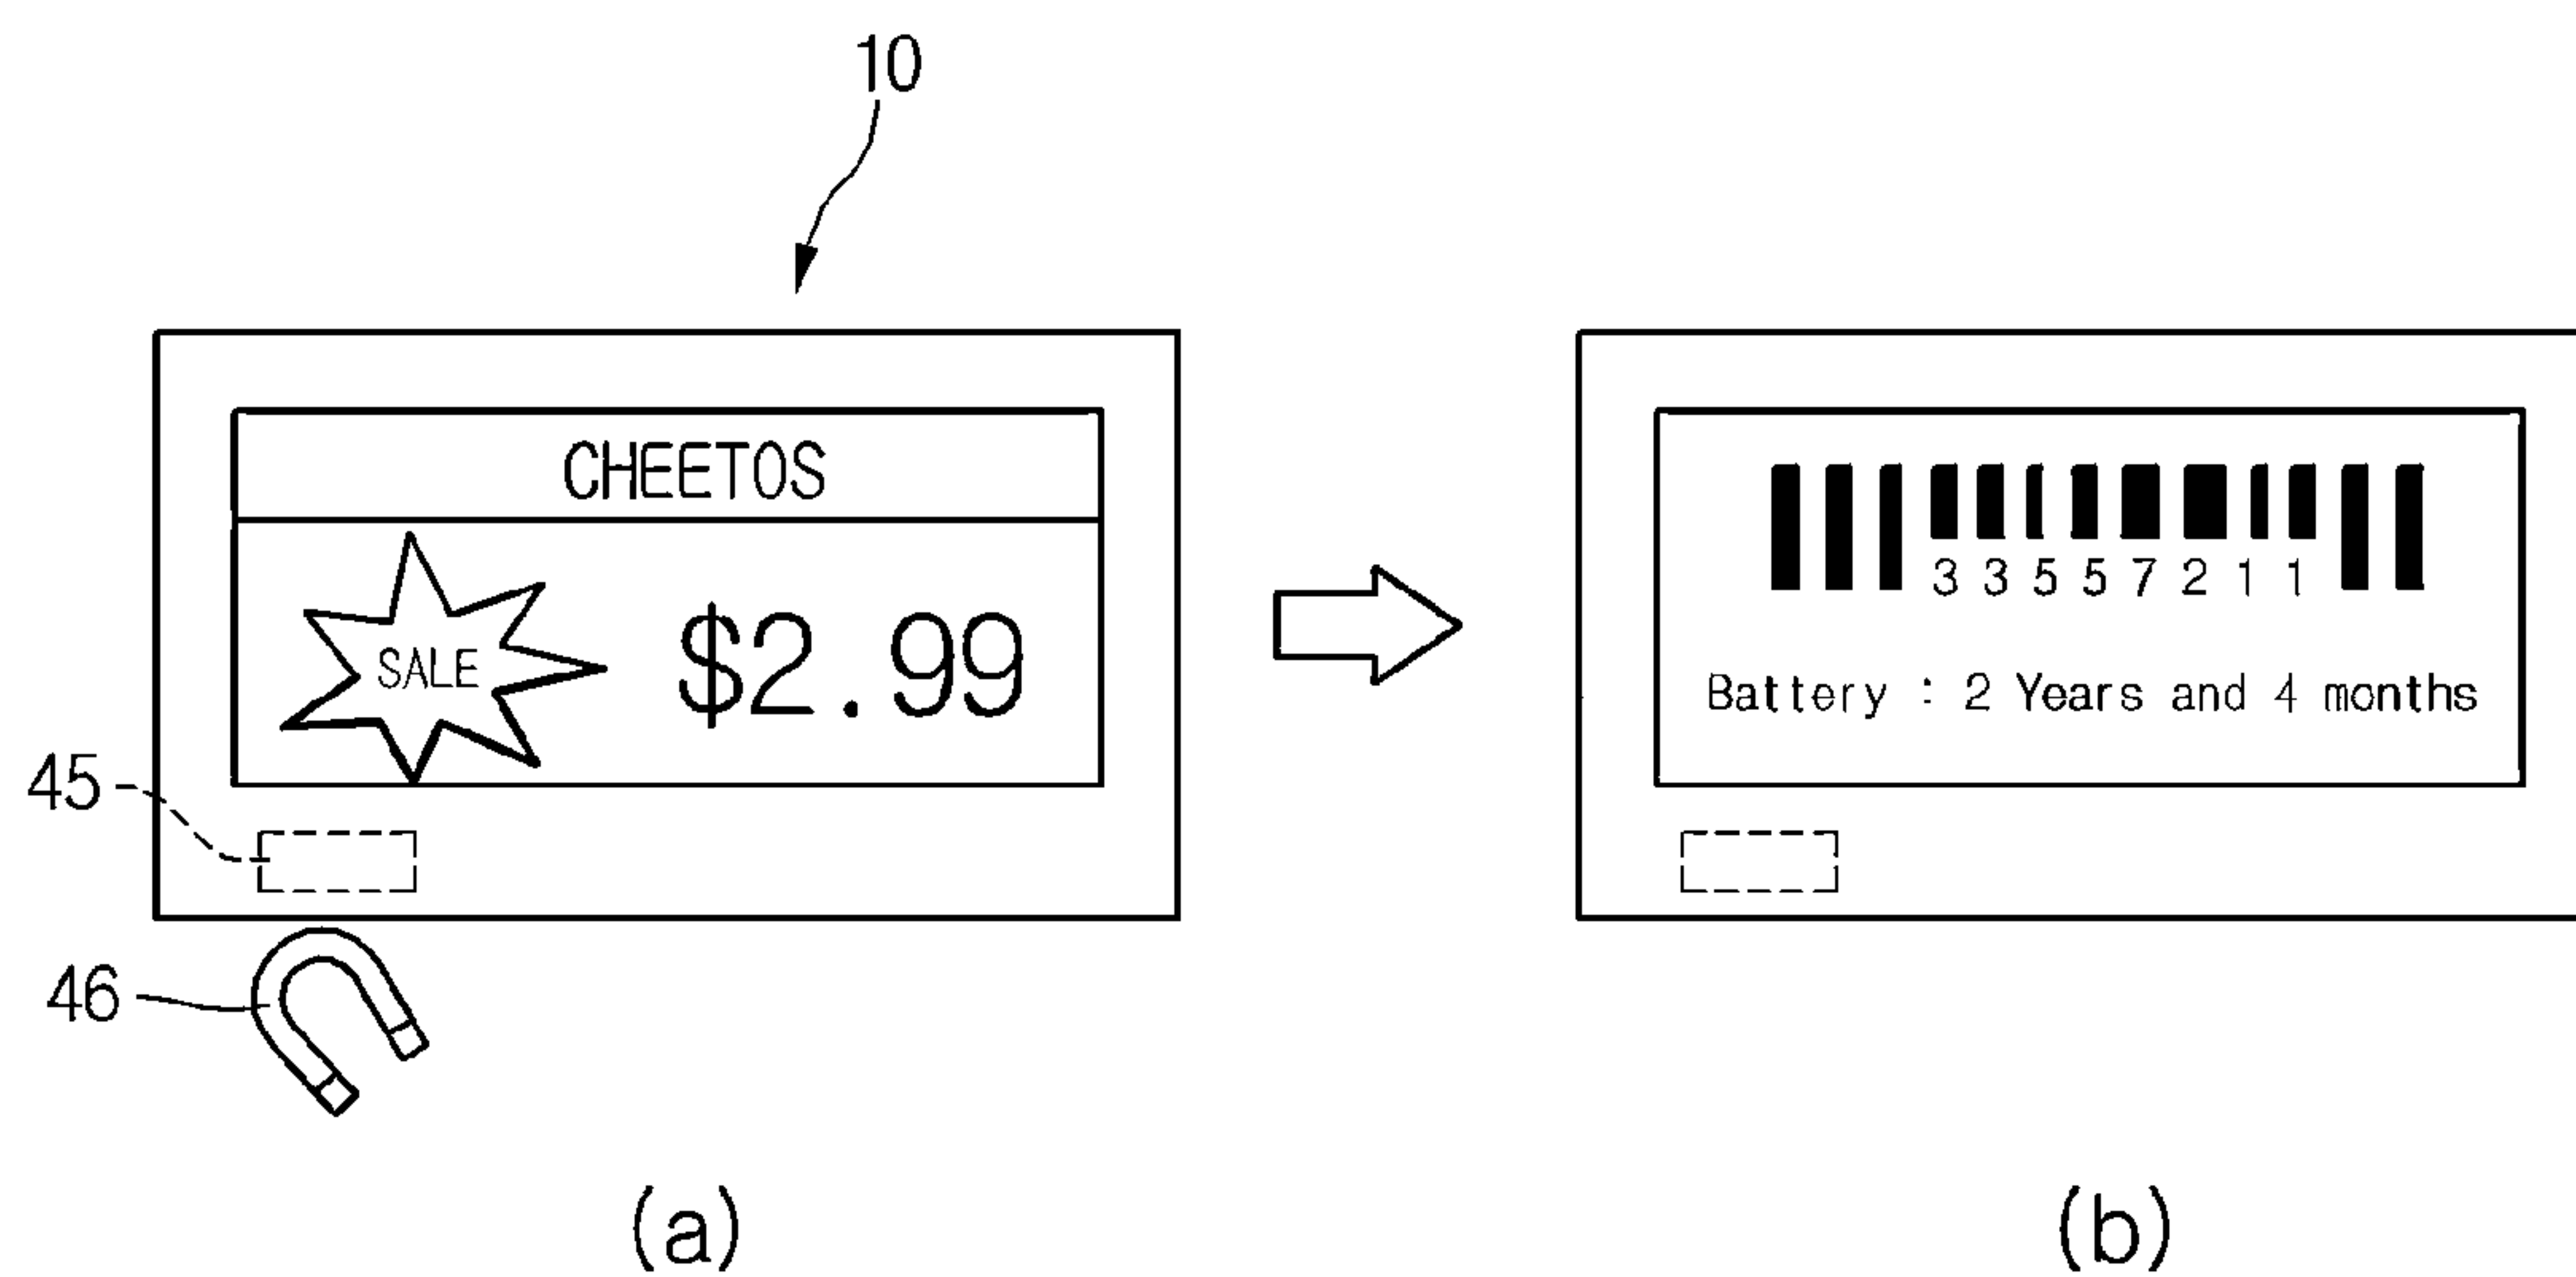 10
CHEETOS
SALE
$2.99
45
46
(a)
3 3 5 5 7 2 1 1
Battery : 2 Years and 4 months
(b)